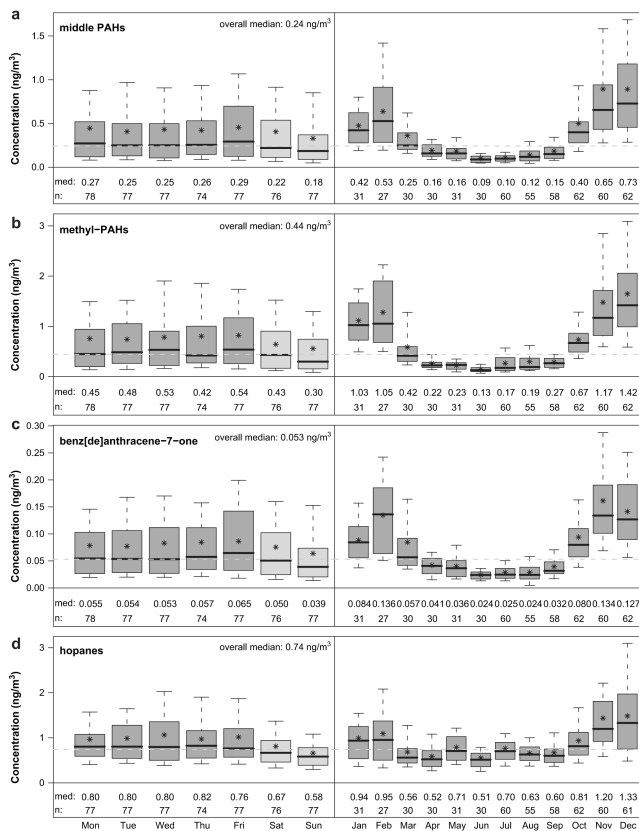 a
middle PAHs
overall median: 0.24 ng/m3
Concentration (ng/m3)
1.5
1.0
0.5
0.0
med: 0.27 0.25 0.25 0.26 0.29 0.22 0.18 0.42 0.53 0.25 0.16 0.16 0.09 0.10 0.12 0.15 0.40 0.65 0.73
n: 78 77 77 74 77 76 77 31 27 30 30 31 30 60 55 58 62 60 62
b
methyl−PAHs
overall median: 0.44 ng/m3
Concentration (ng/m3)
3
2
1
0
med: 0.45 0.48 0.53 0.42 0.54 0.43 0.30 1.03 1.05 0.42 0.22 0.23 0.13 0.17 0.19 0.27 0.67 1.17 1.42
n: 78 77 77 74 77 76 77 31 27 30 30 31 30 60 55 58 62 60 62
c
benz[de]anthracene−7−one
overall median: 0.053 ng/m3
Concentration (ng/m3)
0.30
0.25
0.20
0.15
0.10
0.05
0.00
med: 0.055 0.054 0.053 0.057 0.065 0.050 0.039 0.084 0.136 0.057 0.041 0.036 0.024 0.025 0.024 0.032 0.080 0.134 0.127
n: 78 77 77 74 77 76 77 31 27 30 30 31 30 60 55 58 62 60 62
d
hopanes
overall median: 0.74 ng/m3
Concentration (ng/m3)
3
2
1
0
med: 0.80 0.80 0.80 0.82 0.76 0.67 0.58 0.94 0.95 0.56 0.52 0.71 0.51 0.70 0.63 0.60 0.81 1.20 1.33
n: 77 77 77 74 77 76 77 31 27 30 30 31 30 60 55 58 62 60 61
Mon Tue Wed Thu Fri Sat Sun Jan Feb Mar Apr May Jun Jul Aug Sep Oct Nov Dec